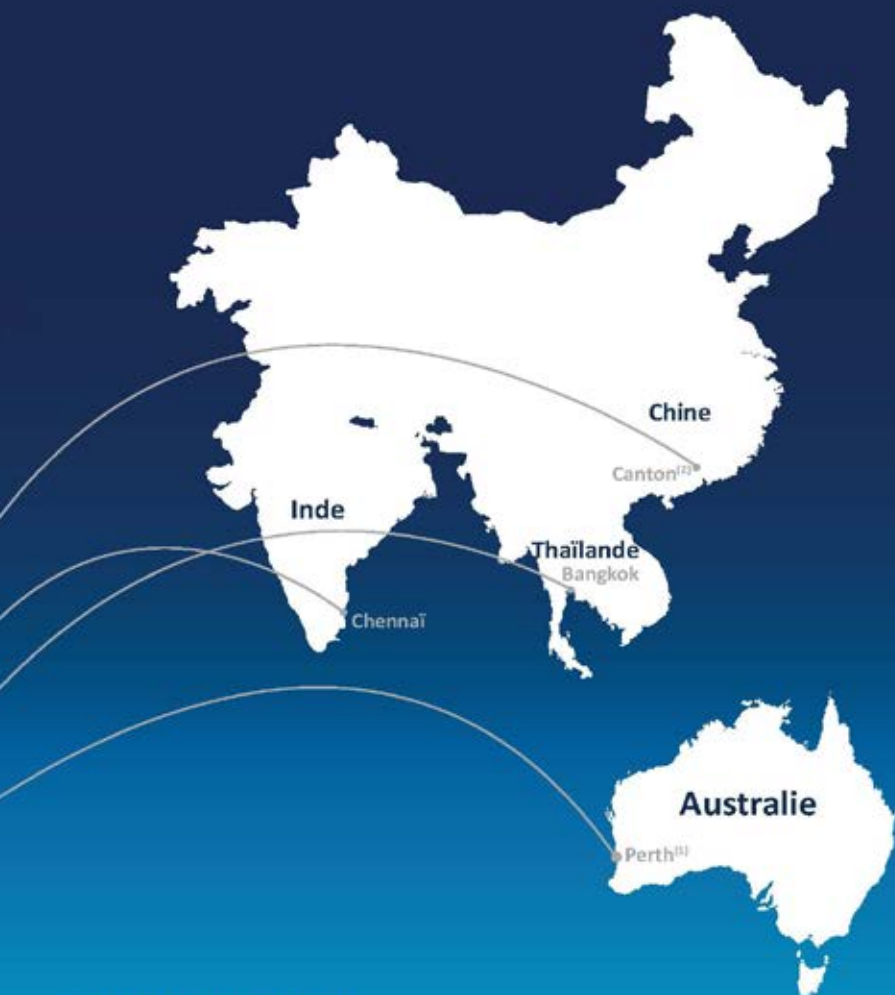 Chine
Canton⁽²⁾
Inde
Thaïlande
Bangkok
Chennaï
Australie
Perth⁽¹⁾